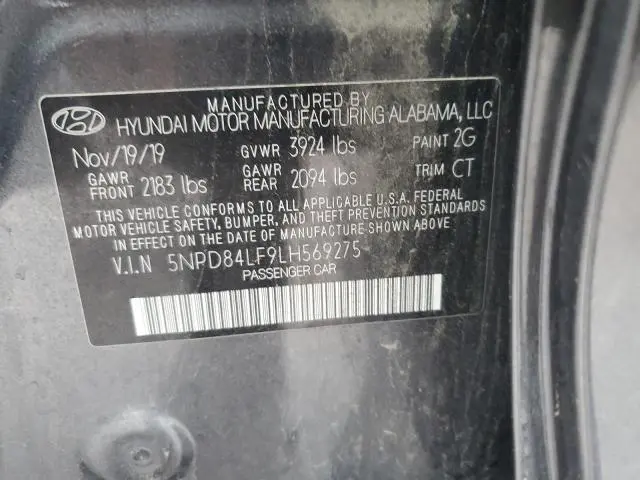 MANUFACTURED BY
HYUNDAI MOTOR MANUFACTURING ALABAMA, LLC
Nov/19/19 GVWR 3924 lbs PAINT 2G
GAWR FRONT 2183 lbs GAWR REAR 2094 lbs TRIM CT
THIS VEHICLE CONFORMS TO ALL APPLICABLE U.S.A. FEDERAL
MOTOR VEHICLE SAFETY, BUMPER, AND THEFT PREVENTION STANDARDS
IN EFFECT ON THE DATE OF MANUFACTURE SHOWN ABOVE.
V.I.N 5NPD84LF9LH569275
PASSENGER CAR